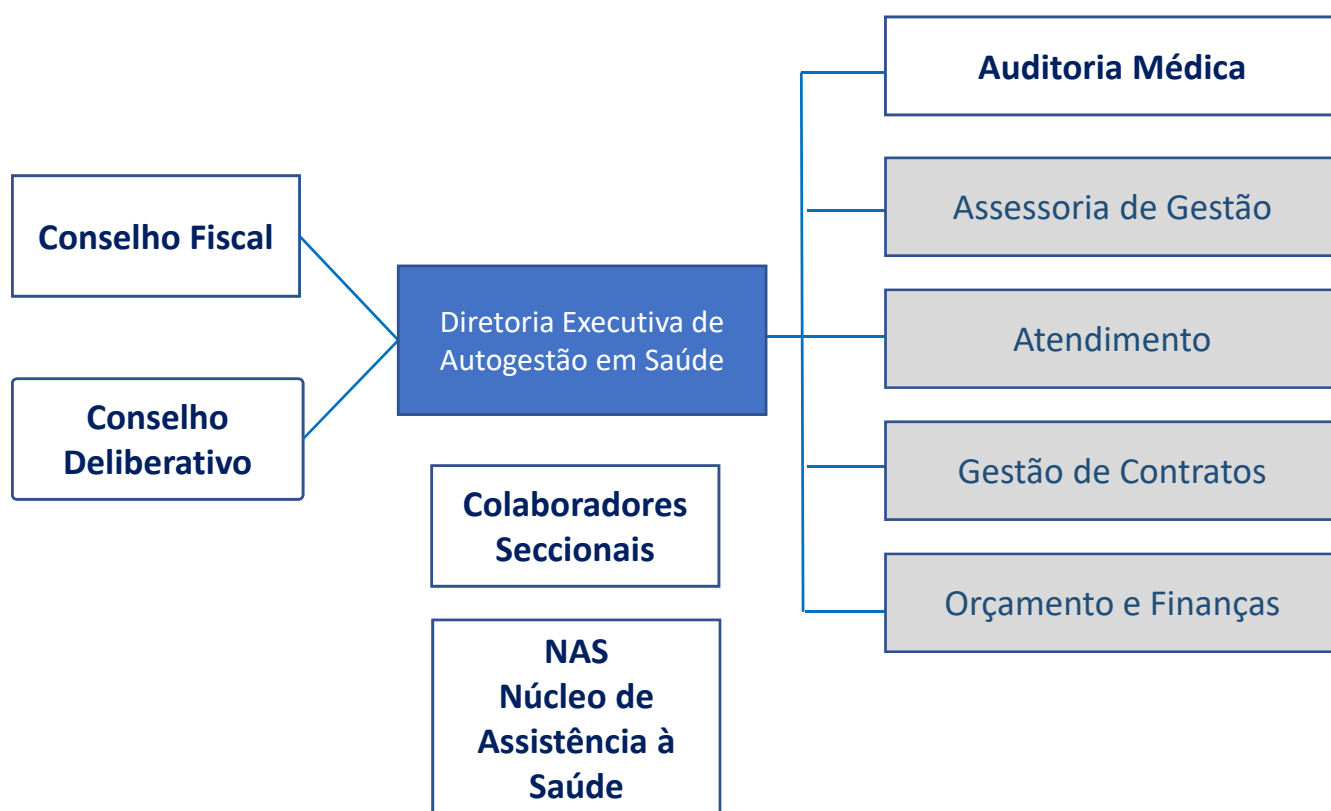 Conselho Fiscal
Conselho
Deliberativo
Diretoria Executiva de
Autogestão em Saúde
Colaboradores
Seccionais
NAS
Núcleo de
Assistência à
Saúde
Auditoria Médica
Assessoria de Gestão
Atendimento
Gestão de Contratos
Orçamento e Finanças